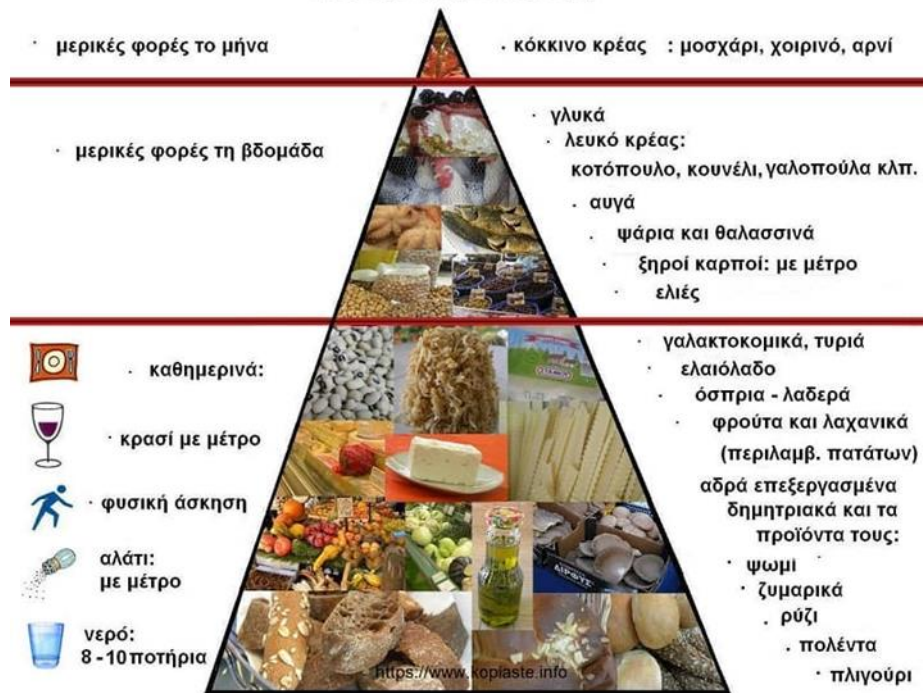 · μερικές φορές το μήνα
· κόκκινο κρέας : μοσχάρι, χοιρινό, αρνί
· μερικές φορές τη βδομάδα
· γλυκά
· λευκό κρέας:
κοτόπουλο, κουνέλι, γαλοπούλα κλπ.
· αυγά
· ψάρια και θαλασσινά
· ξηροί καρποί: με μέτρο
· ελιές
· καθημερινά:
· κρασί με μέτρο
· φυσική άσκηση
αλάτι:
με μέτρο
νερό:
8 - 10 ποτήρια
· γαλακτοκομικά, τυριά
· ελαιόλαδο
· όσπρια - λαδερά
· φρούτα και λαχανικά
(περιλαμβ. πατάτων)
αδρά επεξεργασμένα
δημητριακά και τα
προϊόντα τους:
· ψωμί
· ζυμαρικά
· ρύζι
· πολέντα
· πλιγούρι
https://www.kopiaste.info